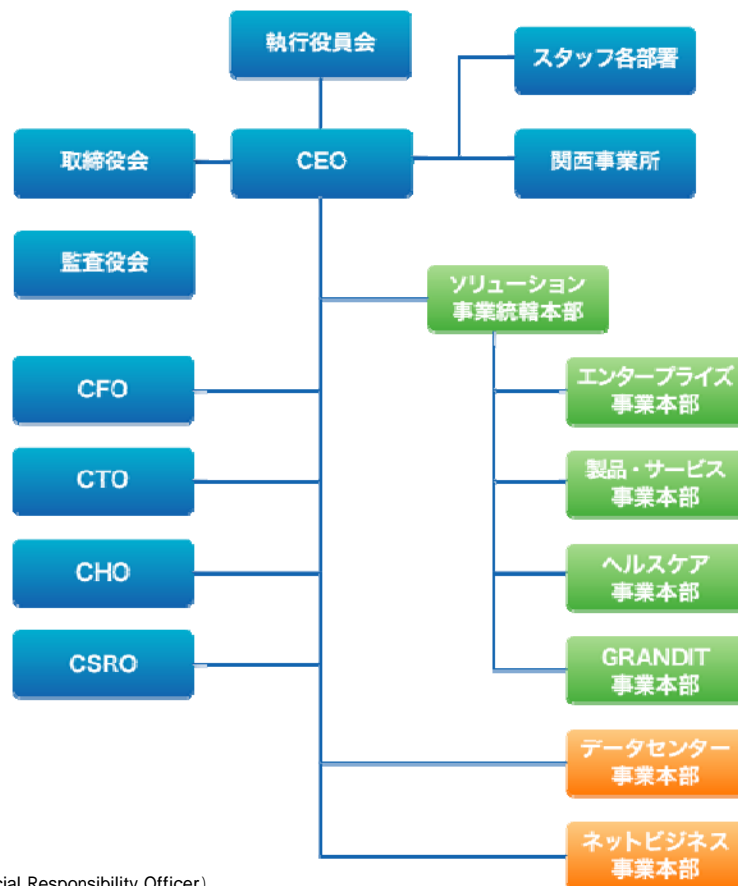 執行役員会
スタッフ各部署
取締役会
CEO
関西事業所
監査役会
ソリューション
事業統轄本部
CFO
エンタープライズ
事業本部
CTO
製品・サービス
事業本部
CHO
ヘルスケア
事業本部
CSRO
GRANDIT
事業本部
データセンター
事業本部
ネットビジネス
事業本部
cial Responsibility Officer）